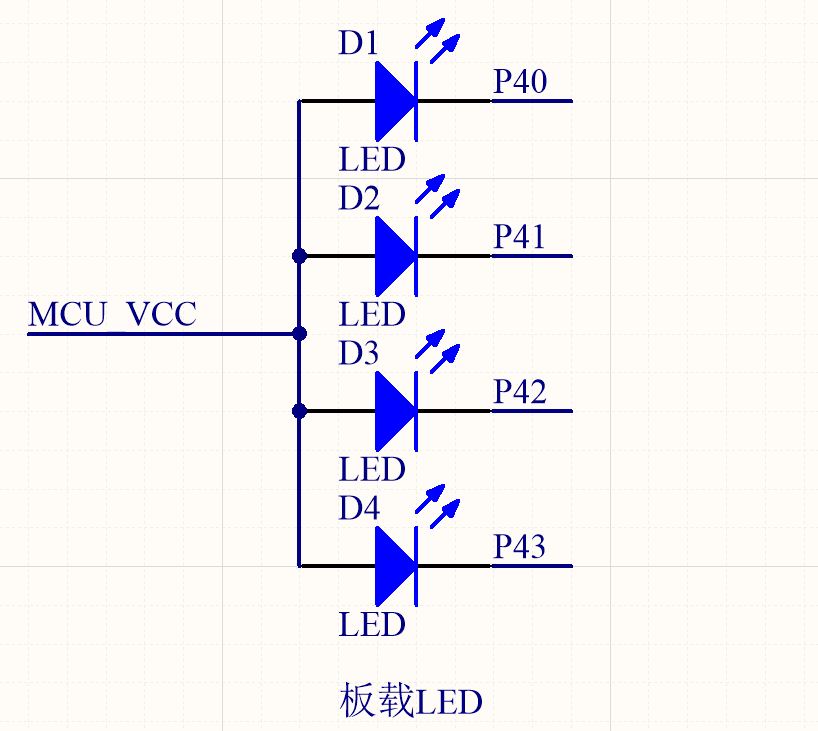 D1
P40
LED
D2
P41
MCU_VCC
LED
D3
P42
LED
D4
P43
LED
板载LED